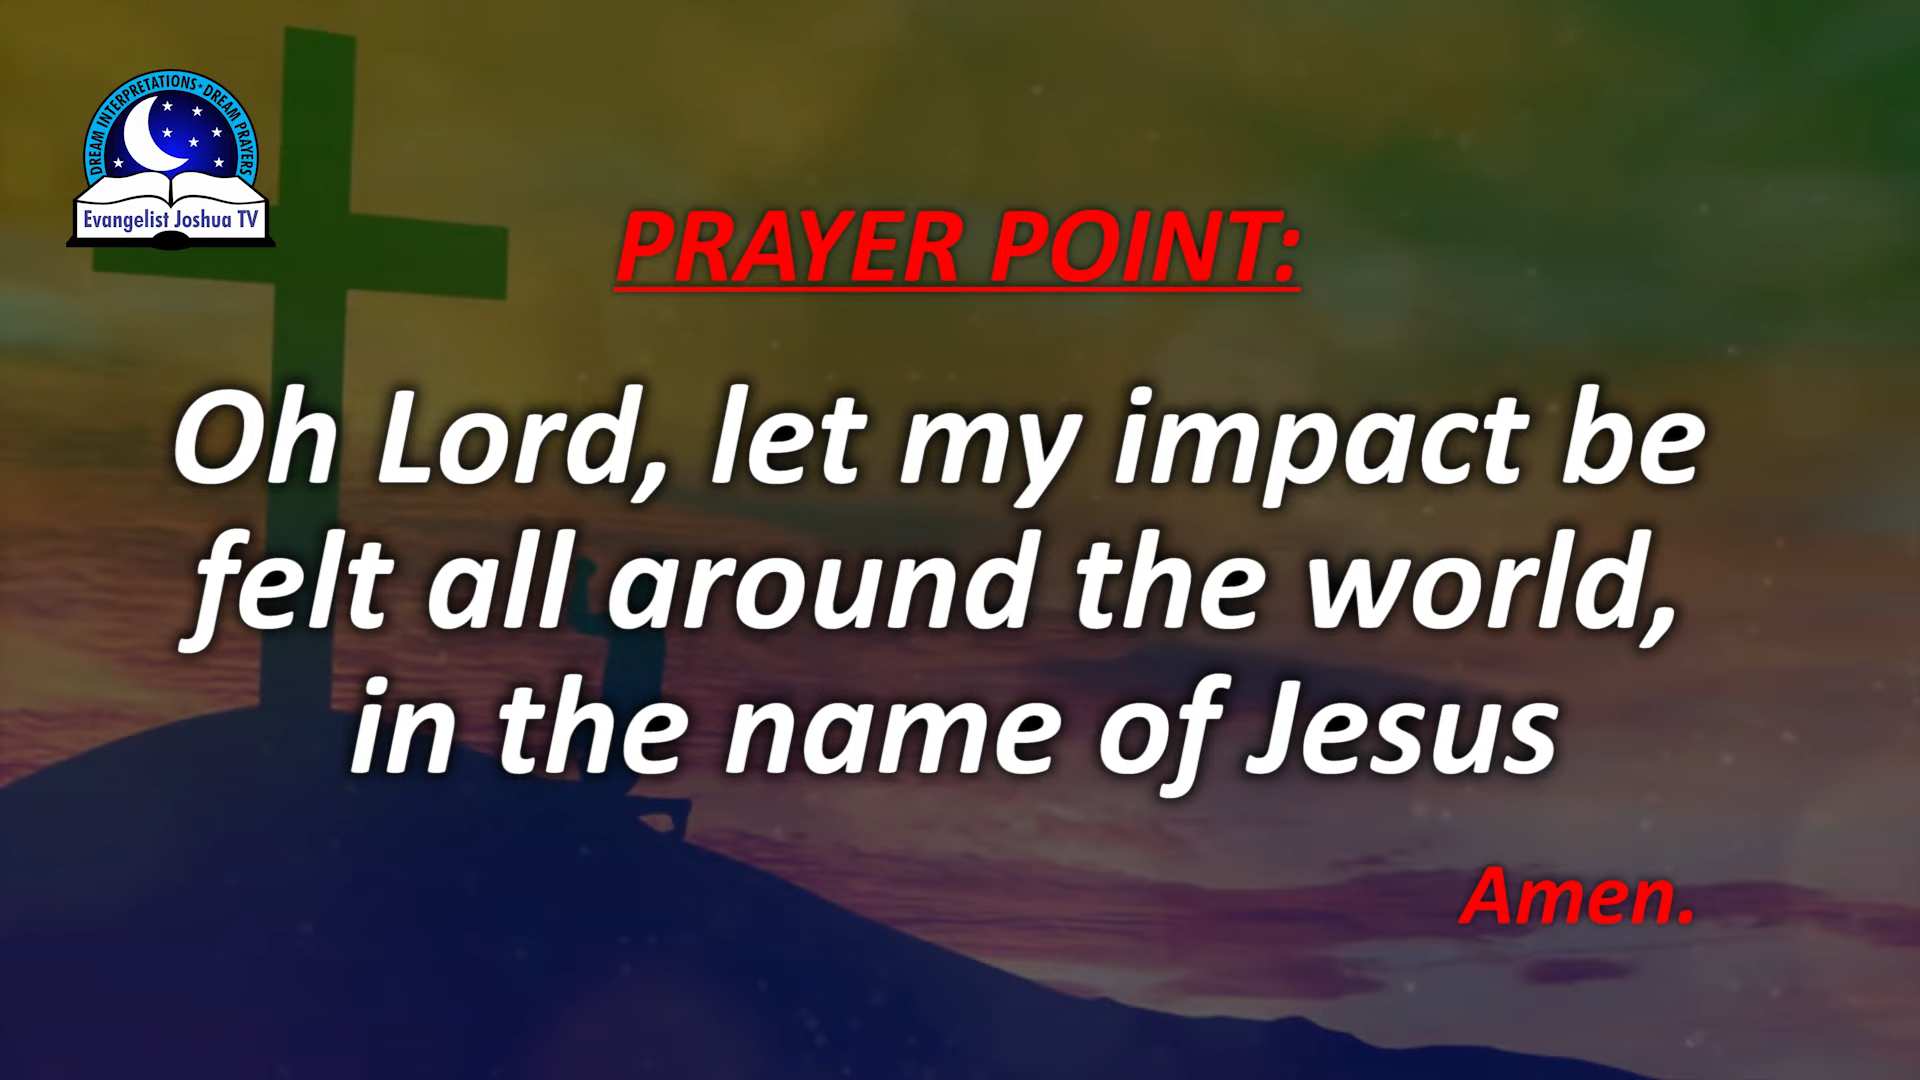 DREAM INTERPRETATIONS • DREAM PRAYERS
Evangelist Joshua TV
PRAYER POINT:
Oh Lord, let my impact be
felt all around the world,
in the name of Jesus
Amen.